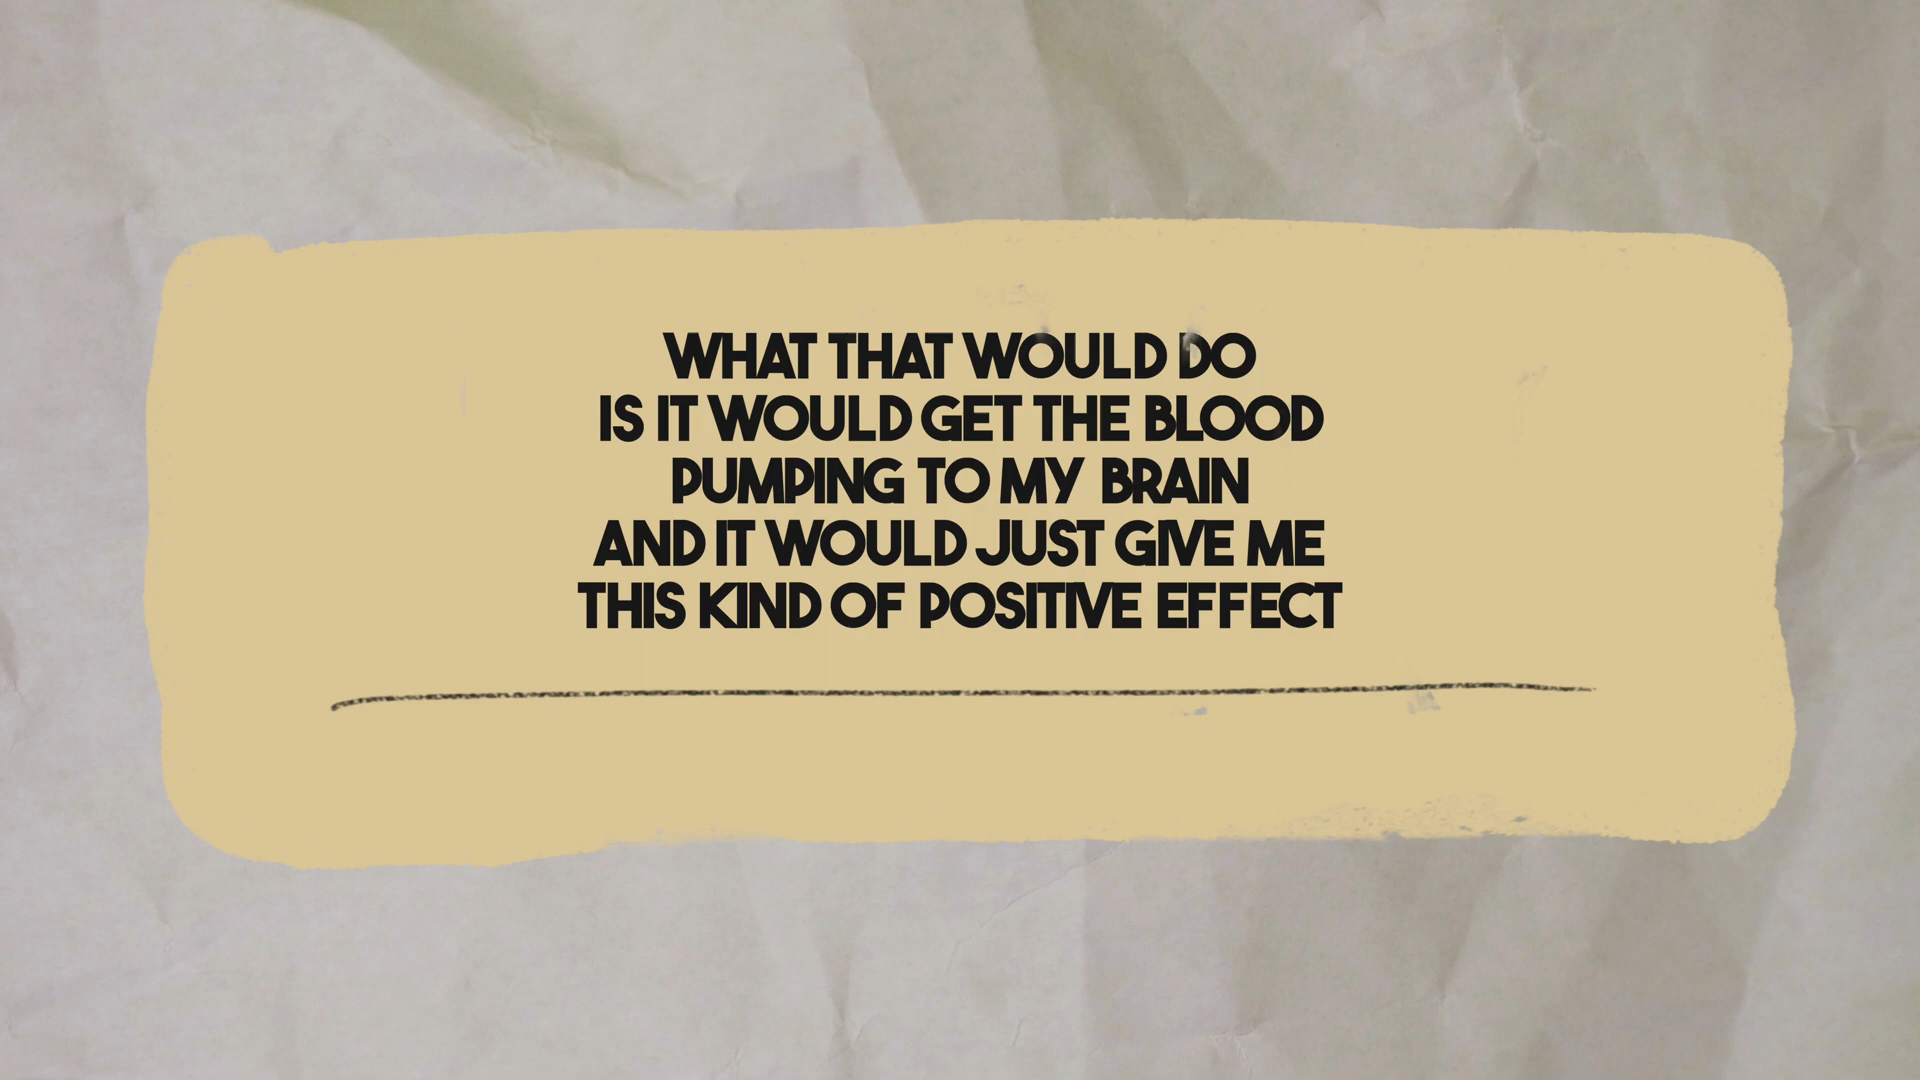 WHAT THAT WOULD DO
IS IT WOULD GET THE BLOOD
PUMPING TO MY BRAIN
AND IT WOULD JUST GIVE ME
THIS KIND OF POSITIVE EFFECT